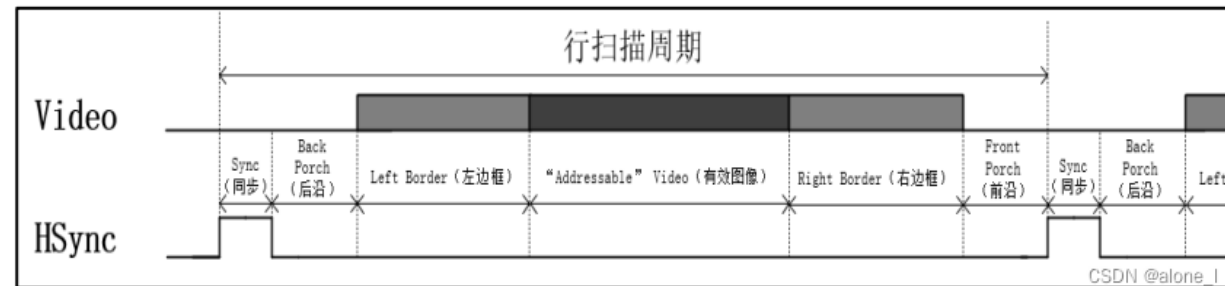 行扫描周期
Video
Sync
(同步)
Back
Porch
(后沿)
Left Border (左边框)
“Addressable” Video (有效图像)
Right Border (右边框)
Front
Porch
(前沿)
Sync
(同步)
Back
Porch
(后沿)
Left
HSync
CSDN @alone_l